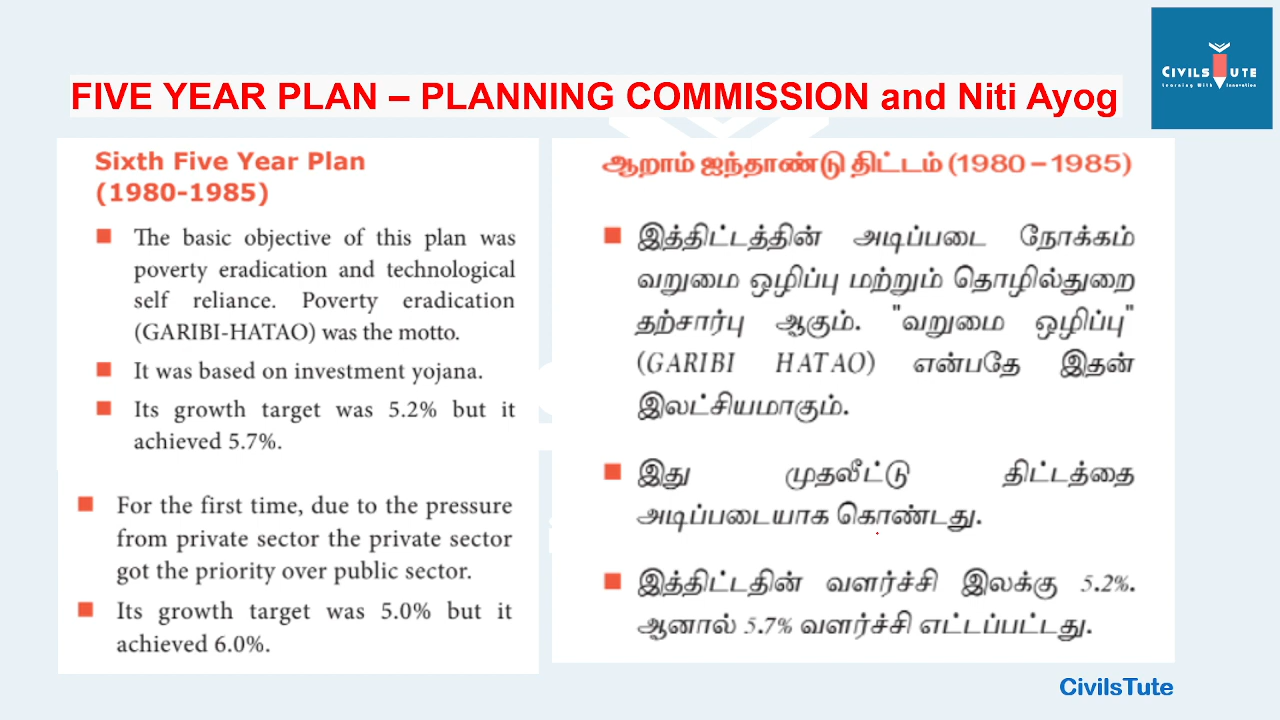 CIVILS TUTE
Learning With Innovation
FIVE YEAR PLAN – PLANNING COMMISSION and Niti Ayog
Sixth Five Year Plan
(1980-1985)
The basic objective of this plan was
poverty eradication and technological
self reliance. Poverty eradication
(GARIBI-HATAO) was the motto.
It was based on investment yojana.
Its growth target was 5.2% but it
achieved 5.7%.
For the first time, due to the pressure
from private sector the private sector
got the priority over public sector.
Its growth target was 5.0% but it
achieved 6.0%.
ஆறாம் ஐந்தாண்டு திட்டம் (1980 – 1985)
இத்திட்டத்தின் அடிப்படை நோக்கம்
வறுமை ஒழிப்பு மற்றும் தொழில்துறை
தற்சார்பு ஆகும். "வறுமை ஒழிப்பு"
(GARIBI HATAO) என்பதே இதன்
இலட்சியமாகும்.
இது முதலீட்டு திட்டத்தை
அடிப்படையாக கொண்டது.
இத்திட்டதின் வளர்ச்சி இலக்கு 5.2%.
ஆனால் 5.7% வளர்ச்சி எட்டப்பட்டது.
CivilsTute